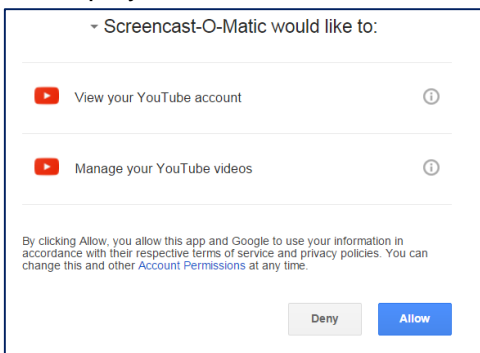 Screencast-O-Matic would like to:
View your YouTube account
Manage your YouTube videos
By clicking Allow, you allow this app and Google to use your information in
accordance with their respective terms of service and privacy policies. You can
change this and other Account Permissions at any time.
Deny Allow